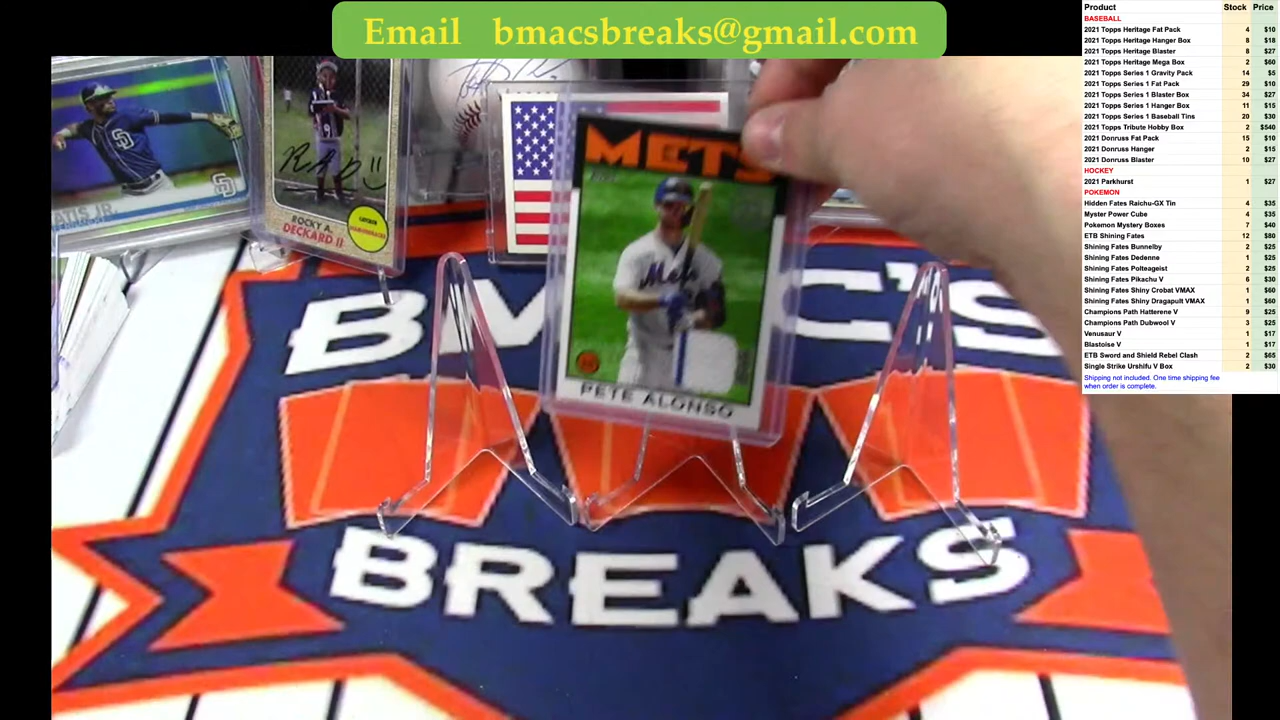 Email bmacsbreaks@gmail.com
Product Stock Price
BASEBALL
2021 Topps Heritage Fat Pack 4 $10
2021 Topps Heritage Hanger Box 8 $18
2021 Topps Heritage Blaster 8 $27
2021 Topps Heritage Mega Box 2 $60
2021 Topps Series 1 Gravity Pack 14 $5
2021 Topps Series 1 Fat Pack 29 $10
2021 Topps Series 1 Blaster Box 34 $27
2021 Topps Series 1 Hanger Box 11 $15
2021 Topps Series 1 Baseball Tins 20 $30
2021 Topps Tribute Hobby Box 2 $540
2021 Donruss Fat Pack 15 $10
2021 Donruss Hanger 2 $15
2021 Donruss Blaster 10 $27
HOCKEY
2021 Parkhurst 1 $27
POKEMON
Hidden Fates Raichu-GX Tin 4 $35
Myster Power Cube 4 $35
Pokemon Mystery Boxes 7 $40
ETB Shining Fates 12 $80
Shining Fates Bunnelby 2 $25
Shining Fates Dedenne 1 $25
Shining Fates Polteageist 2 $25
Shining Fates Pikachu V 6 $30
Shining Fates Shiny Crobat VMAX 1 $60
Shining Fates Shiny Dragapult VMAX 1 $60
Champions Path Hatterene V 9 $25
Champions Path Dubwool V 3 $25
Venusaur V 1 $17
Blastoise V 1 $17
ETB Sword and Shield Rebel Clash 2 $65
Single Strike Urshifu V Box 2 $30
Shipping not included. One time shipping fee
when order is complete.
METS
Mets
PETE ALONSO
ROCKY A.
DECKARD II
SD
BREAKS